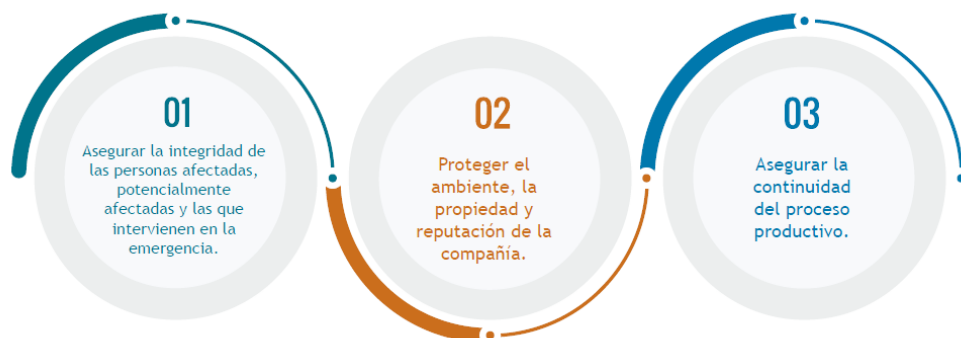 01
Asegurar la integridad de
las personas afectadas,
potencialmente
afectadas y las que
intervienen en la
emergencia.
02
Proteger el
ambiente, la
propiedad y
reputación de la
compañía.
03
Asegurar la
continuidad
del proceso
productivo.